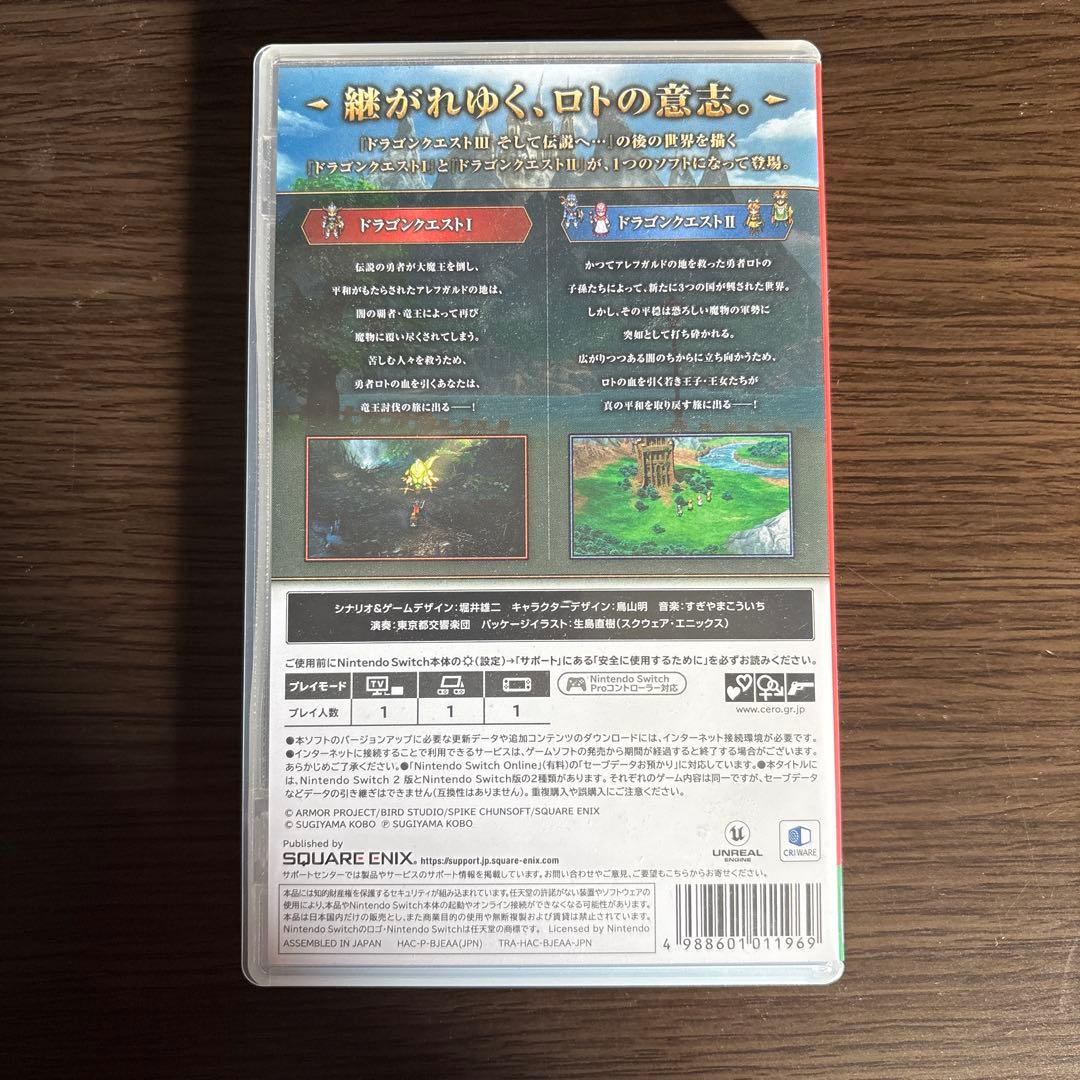 継がれゆく、ロトの意志。
『ドラゴンクエストⅢ そして伝説へ…』の後の世界を描く
『ドラゴンクエストⅠ』と『ドラゴンクエストⅡ』が、1つのソフトになって登場。
ドラゴンクエストⅠ
伝説の勇者が大魔王を倒し、
平和がもたらされたアレフガルドの地は、
闇の覇者・竜王によって再び
魔物に覆い尽くされてしまう。
苦しむ人々を救うため、
勇者ロトの血を引くあなたは、
竜王討伐の旅に出る――！
ドラゴンクエストⅡ
かつてアレフガルドの地を救った勇者ロトの
子孫たちによって、新たに3つの国が興された世界。
しかし、その平穏は恐ろしい魔物の軍勢に
突如として打ち砕かれる。
広がりつつある闇のちからに立ち向かうため、
ロトの血を引く若き王子・王女たちが
真の平和を取り戻す旅に出る――！
シナリオ&ゲームデザイン:堀井雄二 キャラクターデザイン:鳥山明 音楽:すぎやまこういち
演奏:東京都交響楽団 パッケージイラスト:生島直樹(スクウェア・エニックス)
ご使用前にNintendo Switch本体の(設定)→「サポート」にある「安全に使用するために」を必ずお読みください。
プレイモード TV
プレイ人数 1 1 1
Nintendo Switch
Proコントローラー対応
www.cero.gr.jp
●本ソフトのバージョンアップに必要な更新データや追加コンテンツのダウンロードには、インターネット接続環境が必要です。
●インターネットに接続することで利用できるサービスは、ゲームソフトの発売から期間が経過すると終了する場合がございます。
あらかじめご了承ください。●「Nintendo Switch Online」(有料)の「セーブデータお預かり」に対応しています。●本タイトルに
は、Nintendo Switch 2 版とNintendo Switch版の2種類があります。それぞれのゲーム内容は同一ですが、セーブデータ
などデータの引き継ぎはできません(互換性はありません)。重複購入や誤購入にご注意ください。
© ARMOR PROJECT/BIRD STUDIO/SPIKE CHUNSOFT/SQUARE ENIX
© SUGIYAMA KOBO ℗ SUGIYAMA KOBO
Published by
SQUARE ENIX. https://support.jp.square-enix.com
UNREAL
ENGINE
CRIWARE
サポートセンターでは製品やサービスのサポート情報を掲載しています。お問い合わせやご意見、ご要望もこちらからお寄せください。
本品には知的財産権を保護するセキュリティが組み込まれています。任天堂の許諾がない装置やソフトウェアの
使用により、本品やNintendo Switch本体の起動やオンライン接続ができなくなる可能性があります。
本品は日本国内だけの販売とし、また商業目的の使用や無断複製および賃貸は禁止されています。
Nintendo Switchのロゴ・Nintendo Switchは任天堂の商標です。 Licensed by Nintendo
ASSEMBLED IN JAPAN HAC-P-BJEAA(JPN) TRA-HAC-BJEAA-JPN
4 988601 011969